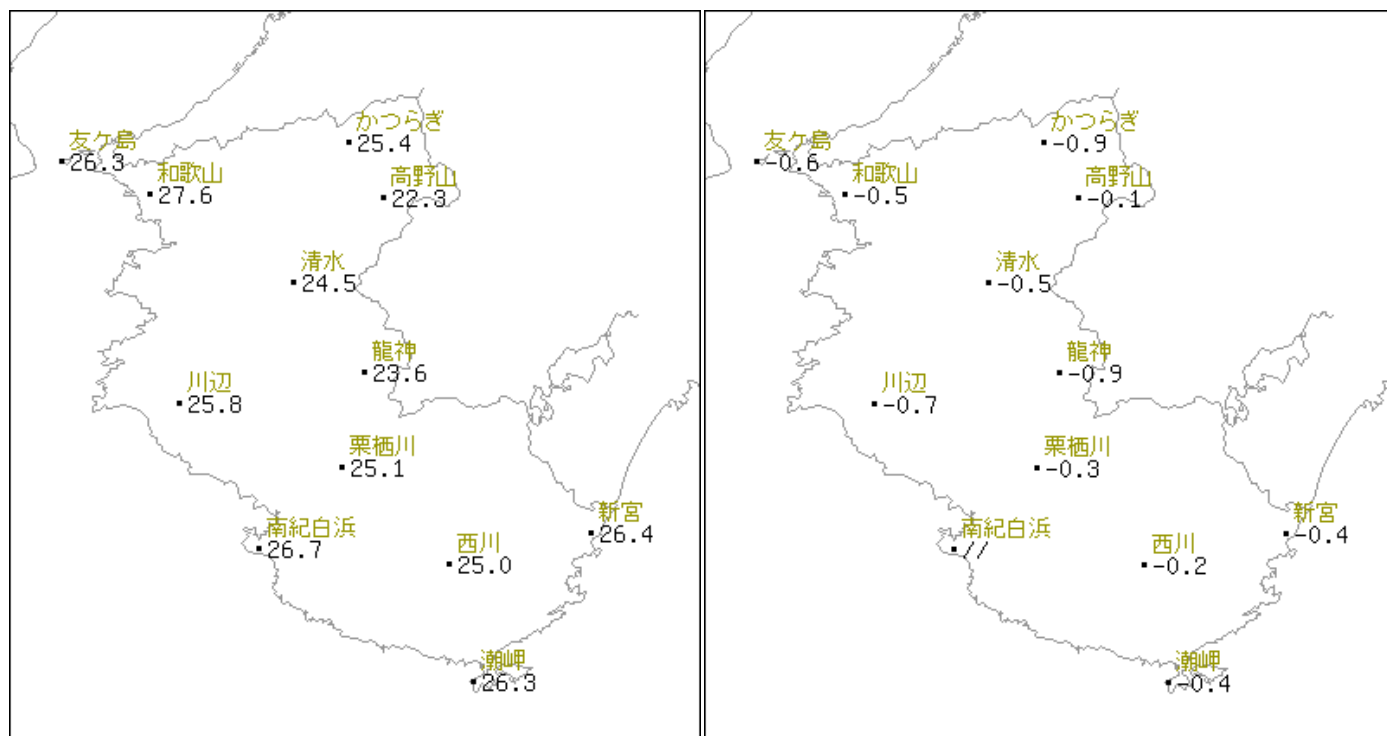 かつらぎ
25.4
友ケ島
26.3
和歌山
27.6
高野山
22.3
清水
24.5
龍神
23.6
川辺
25.8
栗栖川
25.1
新宮
26.4
南紀白浜
26.7
西川
25.0
潮岬
26.3
かつらぎ
-0.9
友ケ島
-0.6
和歌山
-0.5
高野山
-0.1
清水
-0.5
龍神
-0.9
川辺
-0.7
栗栖川
-0.3
新宮
-0.4
南紀白浜
//
西川
-0.2
潮岬
-0.4